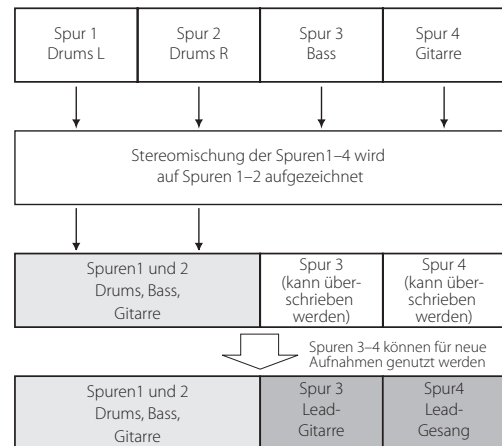 Spur 1
Drums L
Spur 2
Drums R
Spur 3
Bass
Spur 4
Gitarre
Stereomischung der Spuren1–4 wird
auf Spuren 1–2 aufgezeichnet
Spuren1 und 2
Drums, Bass,
Gitarre
Spur 3
(kann über-
schrieben
werden)
Spur 4
(kann über-
schrieben
werden)
Spuren 3–4 können für neue
Aufnahmen genutzt werden
Spuren1 und 2
Drums, Bass,
Gitarre
Spur 3
Lead-
Gitarre
Spur4
Lead-
Gesang